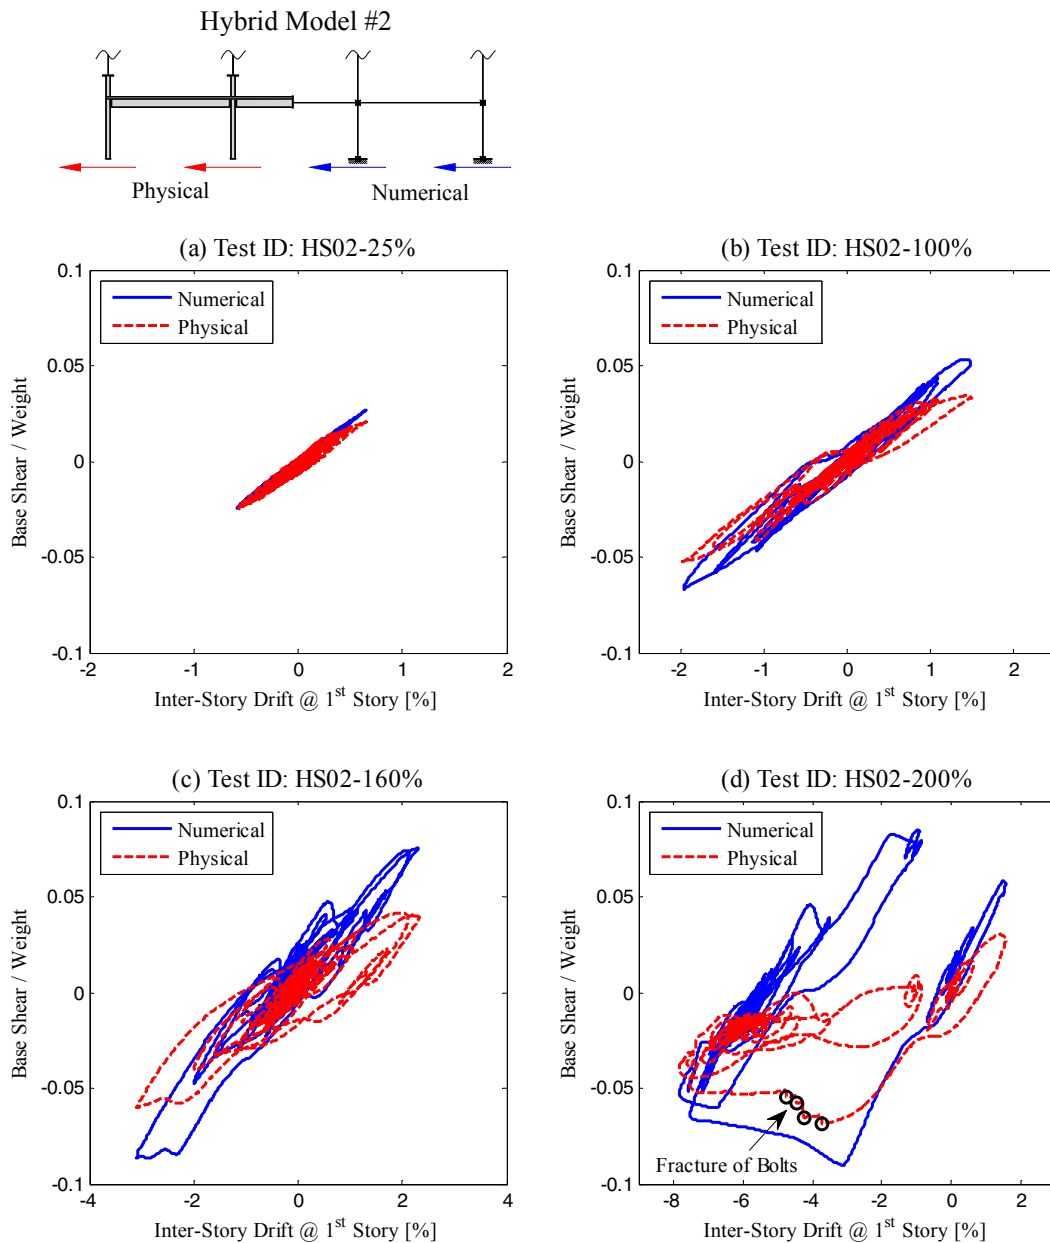 Hybrid Model #2
Physical
Numerical
(a) Test ID: HS02-25%
0.1
0.05
0
-0.05
-0.1
-2
-1
0
1
2
Numerical
Physical
Base Shear / Weight
Inter-Story Drift @ 1st Story [%]
(b) Test ID: HS02-100%
0.1
0.05
0
-0.05
-0.1
-2
-1
0
1
2
Numerical
Physical
Base Shear / Weight
Inter-Story Drift @ 1st Story [%]
(c) Test ID: HS02-160%
0.1
0.05
0
-0.05
-0.1
-4
-2
0
2
4
Numerical
Physical
Base Shear / Weight
Inter-Story Drift @ 1st Story [%]
(d) Test ID: HS02-200%
0.1
0.05
0
-0.05
-0.1
-8
-6
-4
-2
0
2
Numerical
Physical
Fracture of Bolts
Base Shear / Weight
Inter-Story Drift @ 1st Story [%]